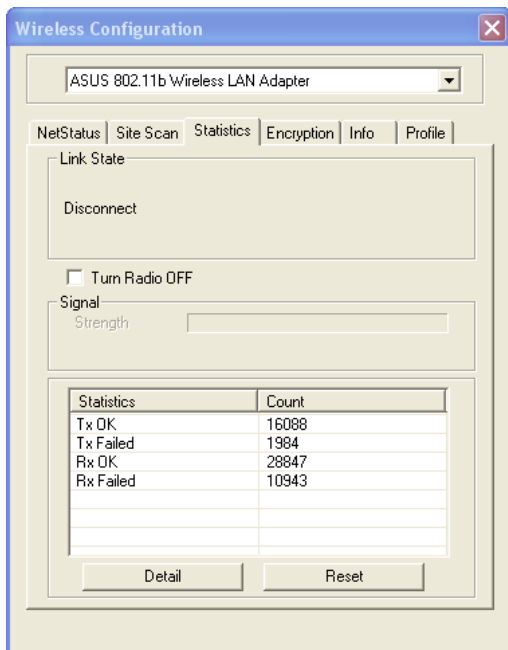 Wireless Configuration
ASUS 802.11b Wireless LAN Adapter
NetStatus Site Scan Statistics Encryption Info Profile
Link State
Disconnect
Turn Radio OFF
Signal
Strength
Statistics Count
Tx OK 16088
Tx Failed 1984
Rx OK 28847
Rx Failed 10943
Detail Reset